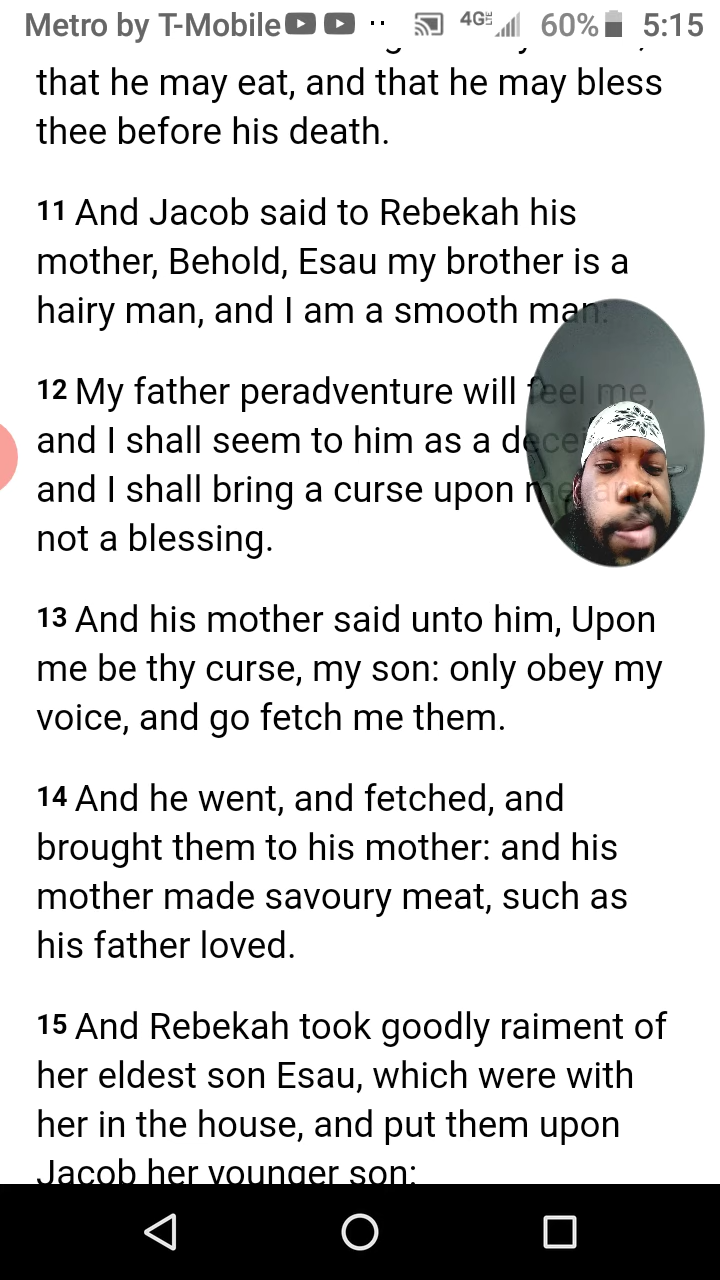 Metro by T-Mobile 4G 60% 5:15
that he may eat, and that he may bless
thee before his death.
11 And Jacob said to Rebekah his
mother, Behold, Esau my brother is a
hairy man, and I am a smooth man:
12 My father peradventure will feel me,
and I shall seem to him as a
and I shall bring a curse upon
not a blessing.
13 And his mother said unto him, Upon
me be thy curse, my son: only obey my
voice, and go fetch me them.
14 And he went, and fetched, and
brought them to his mother: and his
mother made savoury meat, such as
his father loved.
15 And Rebekah took goodly raiment of
her eldest son Esau, which were with
her in the house, and put them upon
Jacob her younger son: